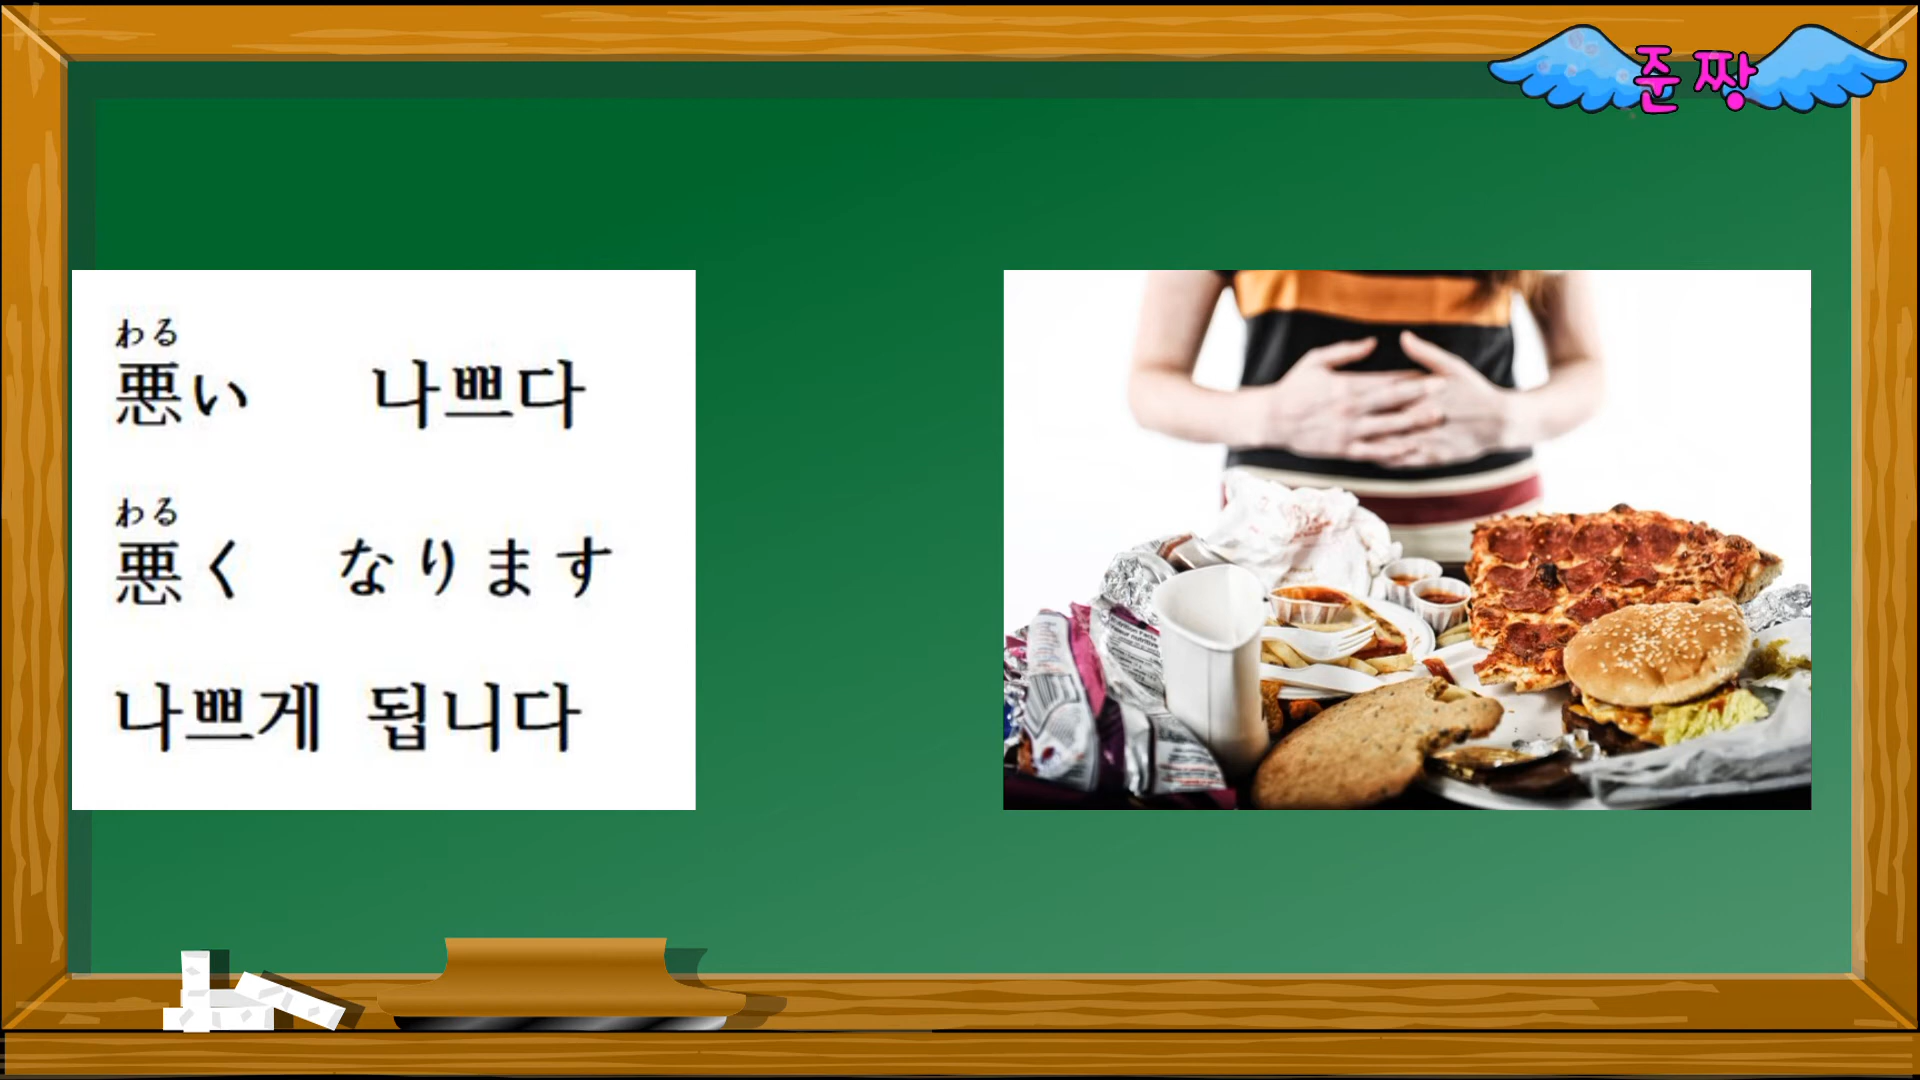 준짱
わる
悪い 나쁘다
わる
悪く なります
나쁘게 됩니다